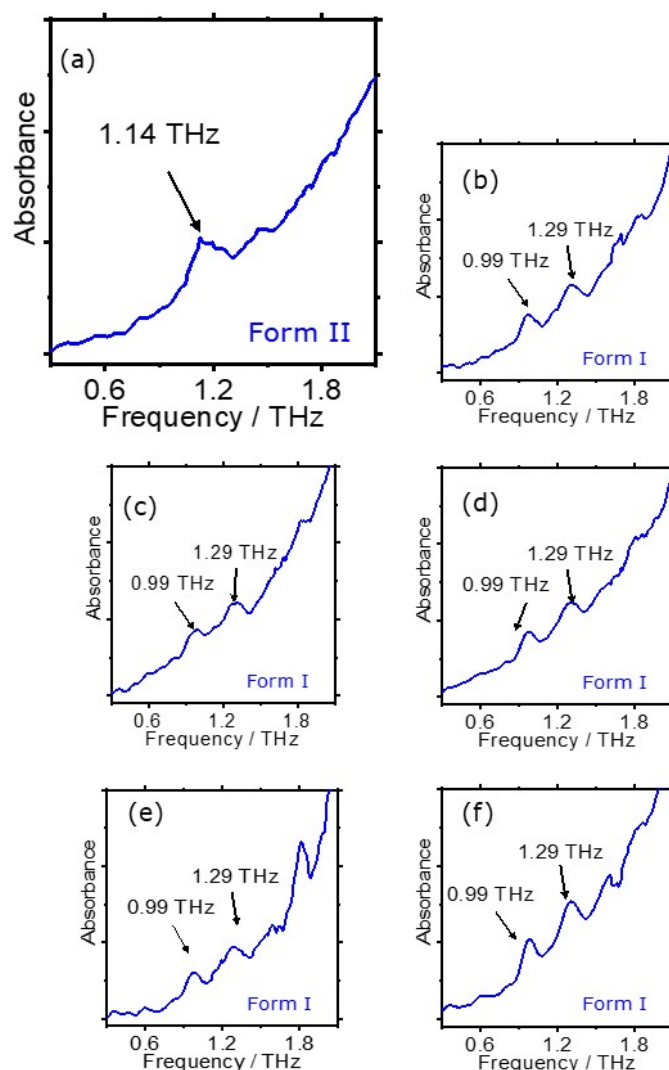 (a)
1.14 THz
Absorbance
Form II
0.6 1.2 1.8
Frequency / THz
(b)
1.29 THz
0.99 THz
Absorbance
Form I
0.6 1.2 1.8
Frequency / THz
(c)
1.29 THz
0.99 THz
Absorbance
Form I
0.6 1.2 1.8
Frequency / THz
(d)
1.29 THz
0.99 THz
Absorbance
Form I
0.6 1.2 1.8
Frequency / THz
(e)
1.29 THz
0.99 THz
Absorbance
Form I
0.6 1.2 1.8
Frequency / THz
(f)
1.29 THz
0.99 THz
Absorbance
Form I
0.6 1.2 1.8
Frequency / THz